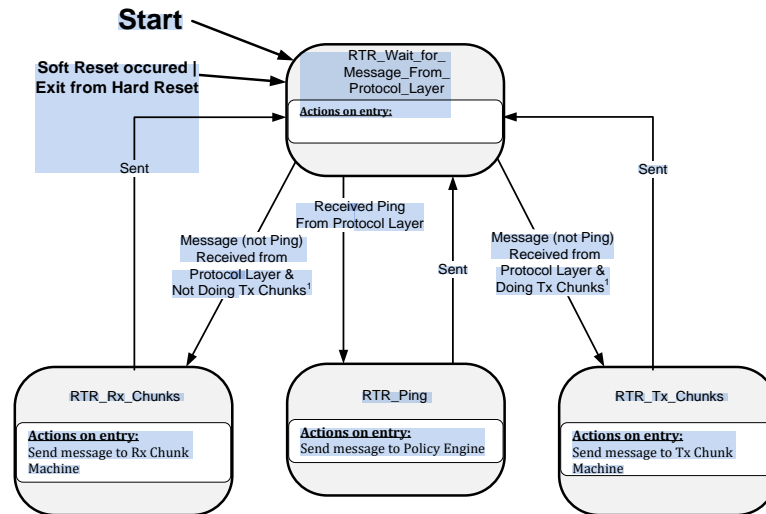 Start
Soft Reset occured |
Exit from Hard Reset
RTR_Wait_for_
Message_From_
Protocol_Layer
Actions on entry:
Sent
Received Ping
From Protocol Layer
Message (not Ping)
Received from
Protocol Layer &
Not Doing Tx Chunks¹
Sent
Message (not Ping)
Received from
Protocol Layer &
Doing Tx Chunks¹
Sent
RTR_Rx_Chunks
Actions on entry:
Send message to Rx Chunk
Machine
RTR_Ping
Actions on entry:
Send message to Policy Engine
RTR_Tx_Chunks
Actions on entry:
Send message to Tx Chunk
Machine